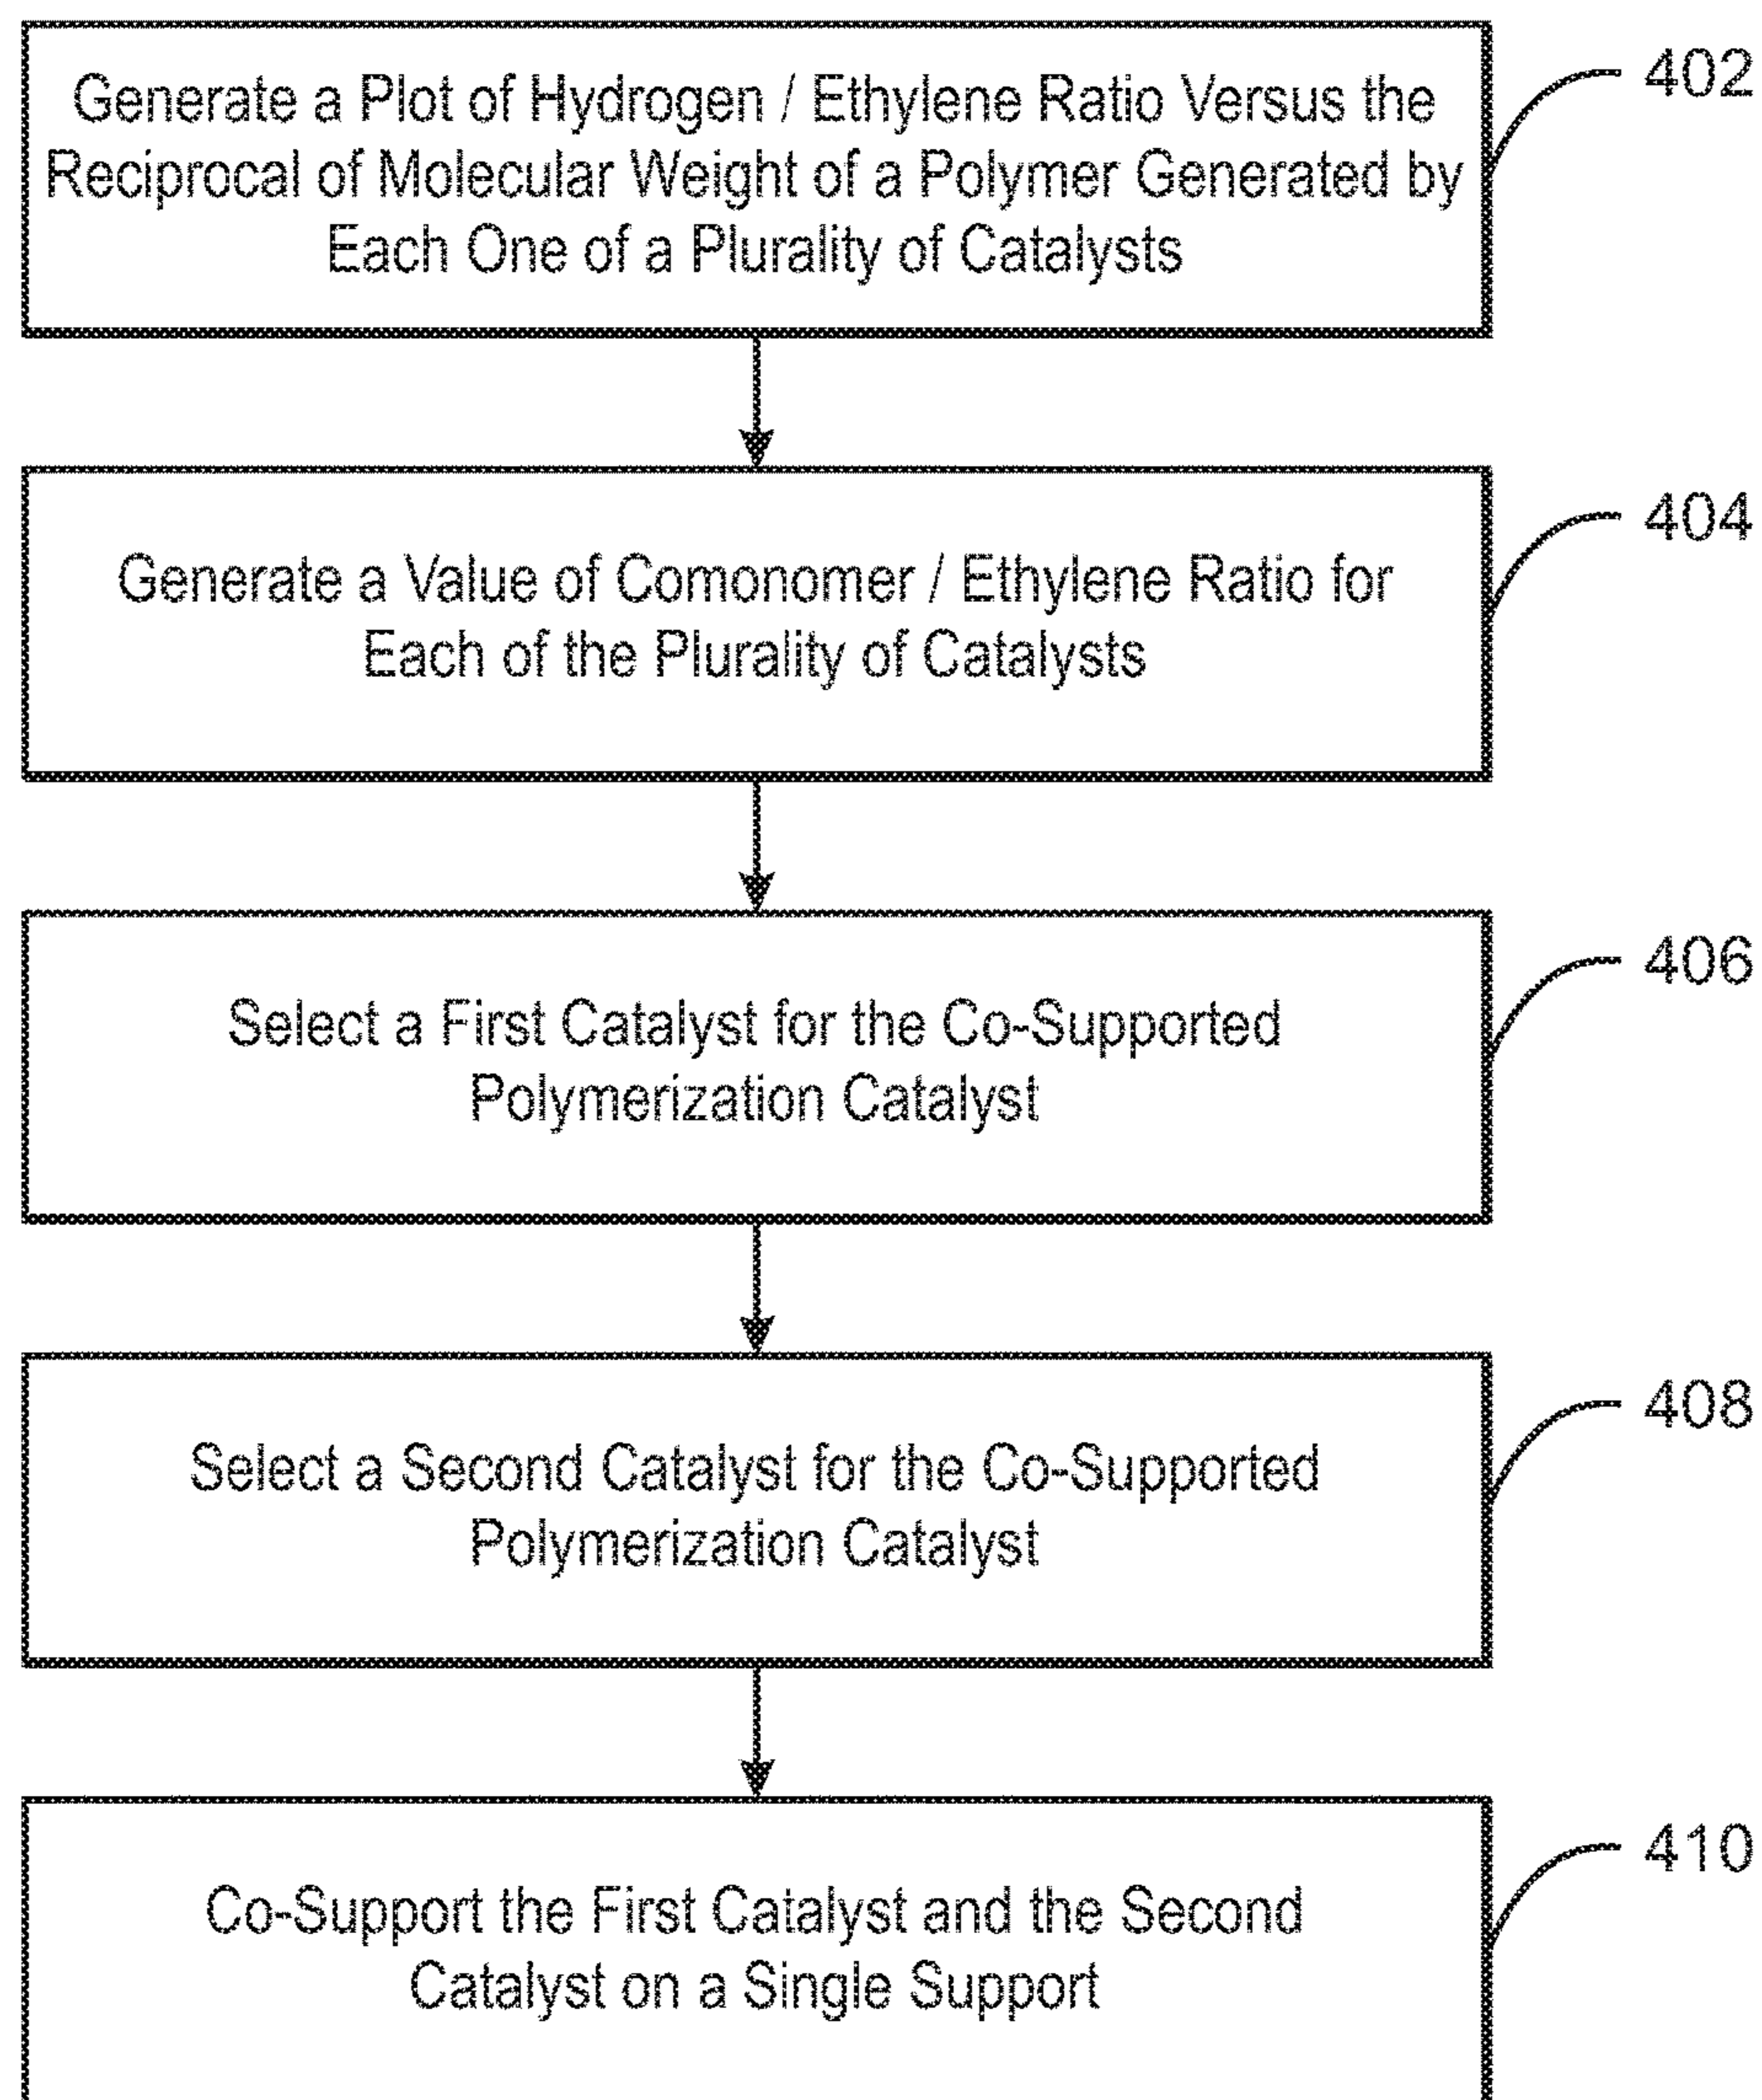 Generate a Plot of Hydrogen / Ethylene Ratio Versus the
Reciprocal of Molecular Weight of a Polymer Generated by
Each One of a Plurality of Catalysts
402
Generate a Value of Comonomer / Ethylene Ratio for
Each of the Plurality of Catalysts
404
Select a First Catalyst for the Co-Supported
Polymerization Catalyst
406
Select a Second Catalyst for the Co-Supported
Polymerization Catalyst
408
Co-Support the First Catalyst and the Second
Catalyst on a Single Support
410